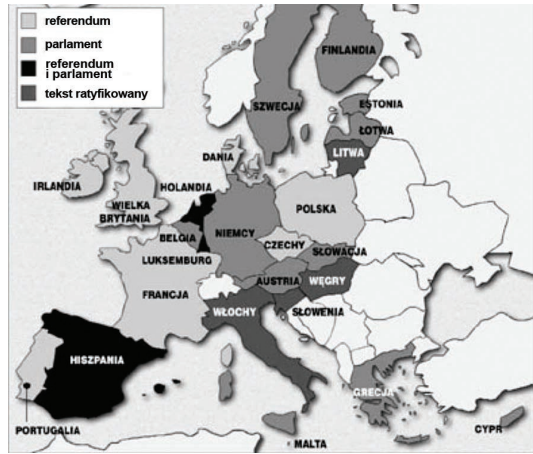 referendum
parlament
referendum
i parlament
tekst ratyfikowany
FINLANDIA
SZWECJA
ESTONIA
ŁOTWA
DANIA
LITWA
IRLANDIA
HOLANDIA
WIELKA
BRYTANIA
POLSKA
BELGIA
NIEMCY
CZECHY
SŁOWACJA
LUKSEMBURG
AUSTRIA
WĘGRY
FRANCJA
WŁOCHY
SŁOWENIA
HISZPANIA
GRECJA
PORTUGALIA
MALTA
CYPR